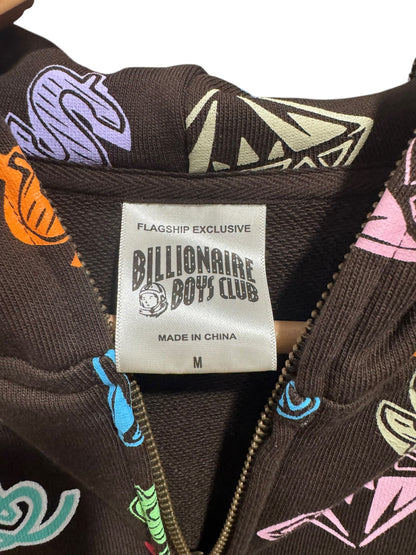 FLAGSHIP EXCLUSIVE
BILLIONAIRE
BOYS CLUB
MADE IN CHINA
M